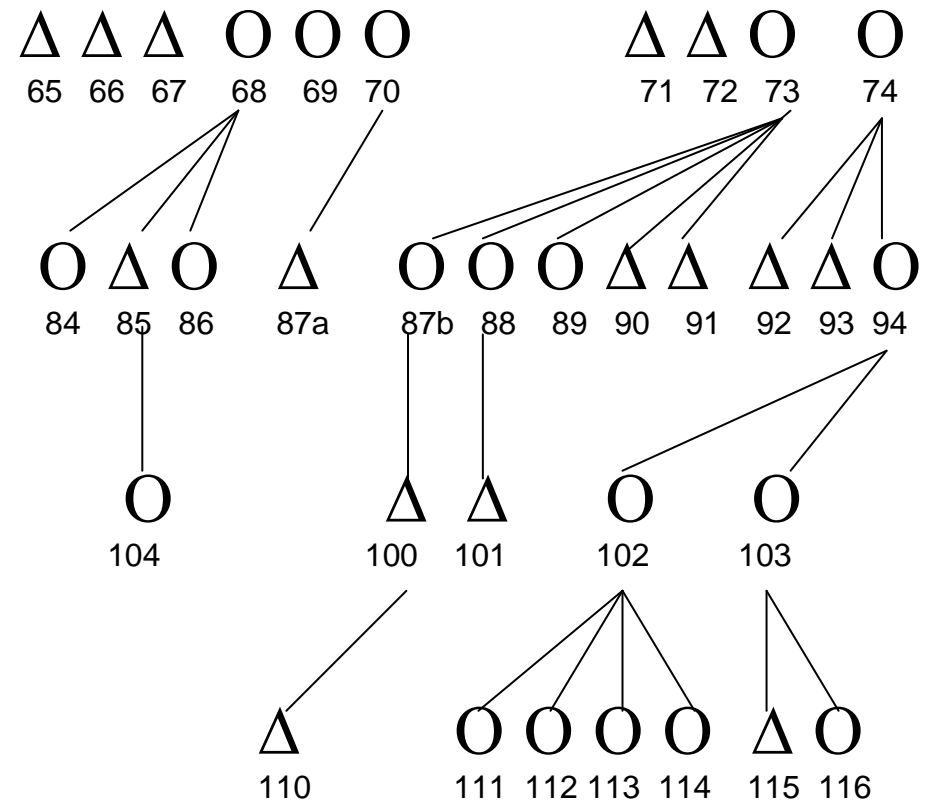 Δ Δ Δ O O O Δ Δ O O
65 66 67 68 69 70 71 72 73 74
O Δ O Δ O O O Δ Δ Δ Δ O
84 85 86 87a 87b 88 89 90 91 92 93 94
O Δ Δ O O
104 100 101 102 103
Δ O O O O Δ O
110 111 112 113 114 115 116